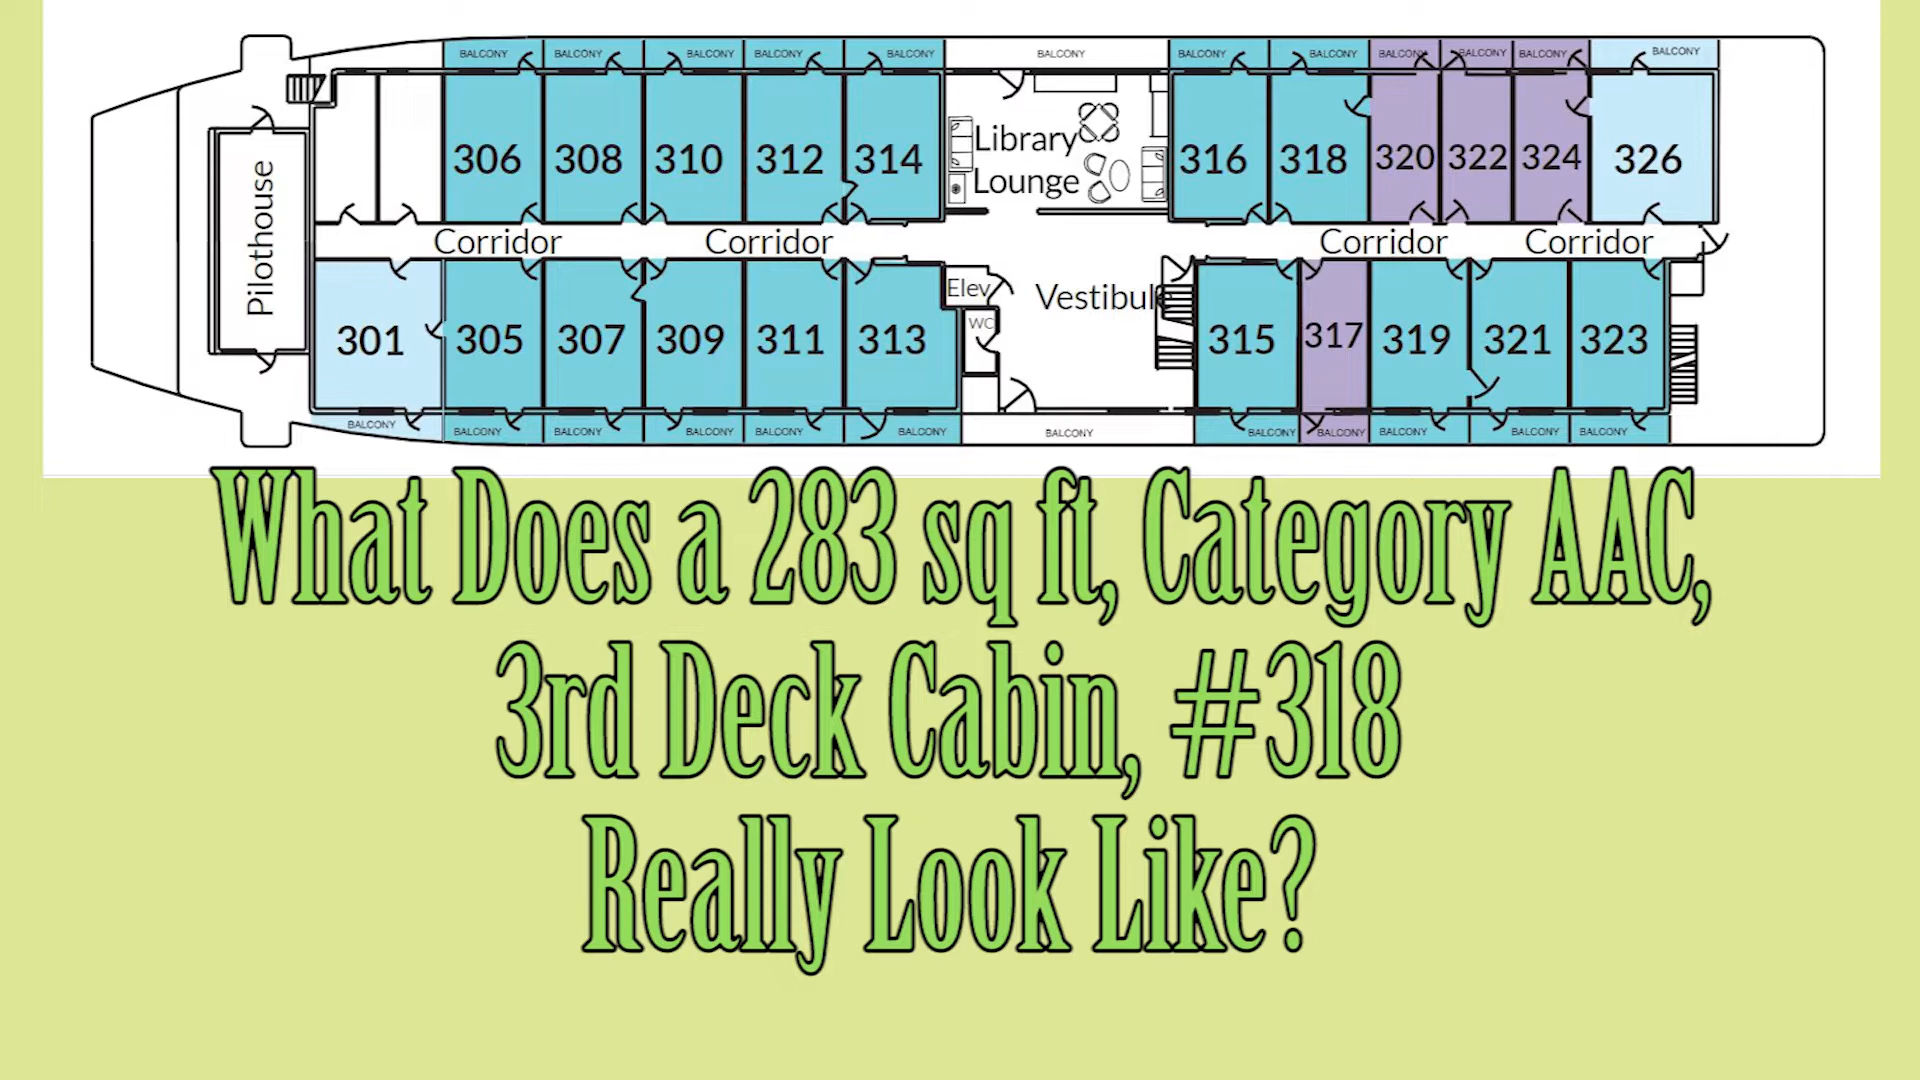 BALCONY BALCONY BALCONY BALCONY BALCONY BALCONY BALCONY BALCONY BALCONY BALCONY BALCONY BALCONY
306 308 310 312 314 Library Lounge 316 318 320 322 324 326
Pilothouse
Corridor Corridor Corridor Corridor
Elev Vestibule
WC
301 305 307 309 311 313 315 317 319 321 323
BALCONY BALCONY BALCONY BALCONY BALCONY BALCONY BALCONY BALCONY BALCONY BALCONY BALCONY BALCONY
What Does a 283 sq ft, Category AAC,
3rd Deck Cabin, #318
Really Look Like?